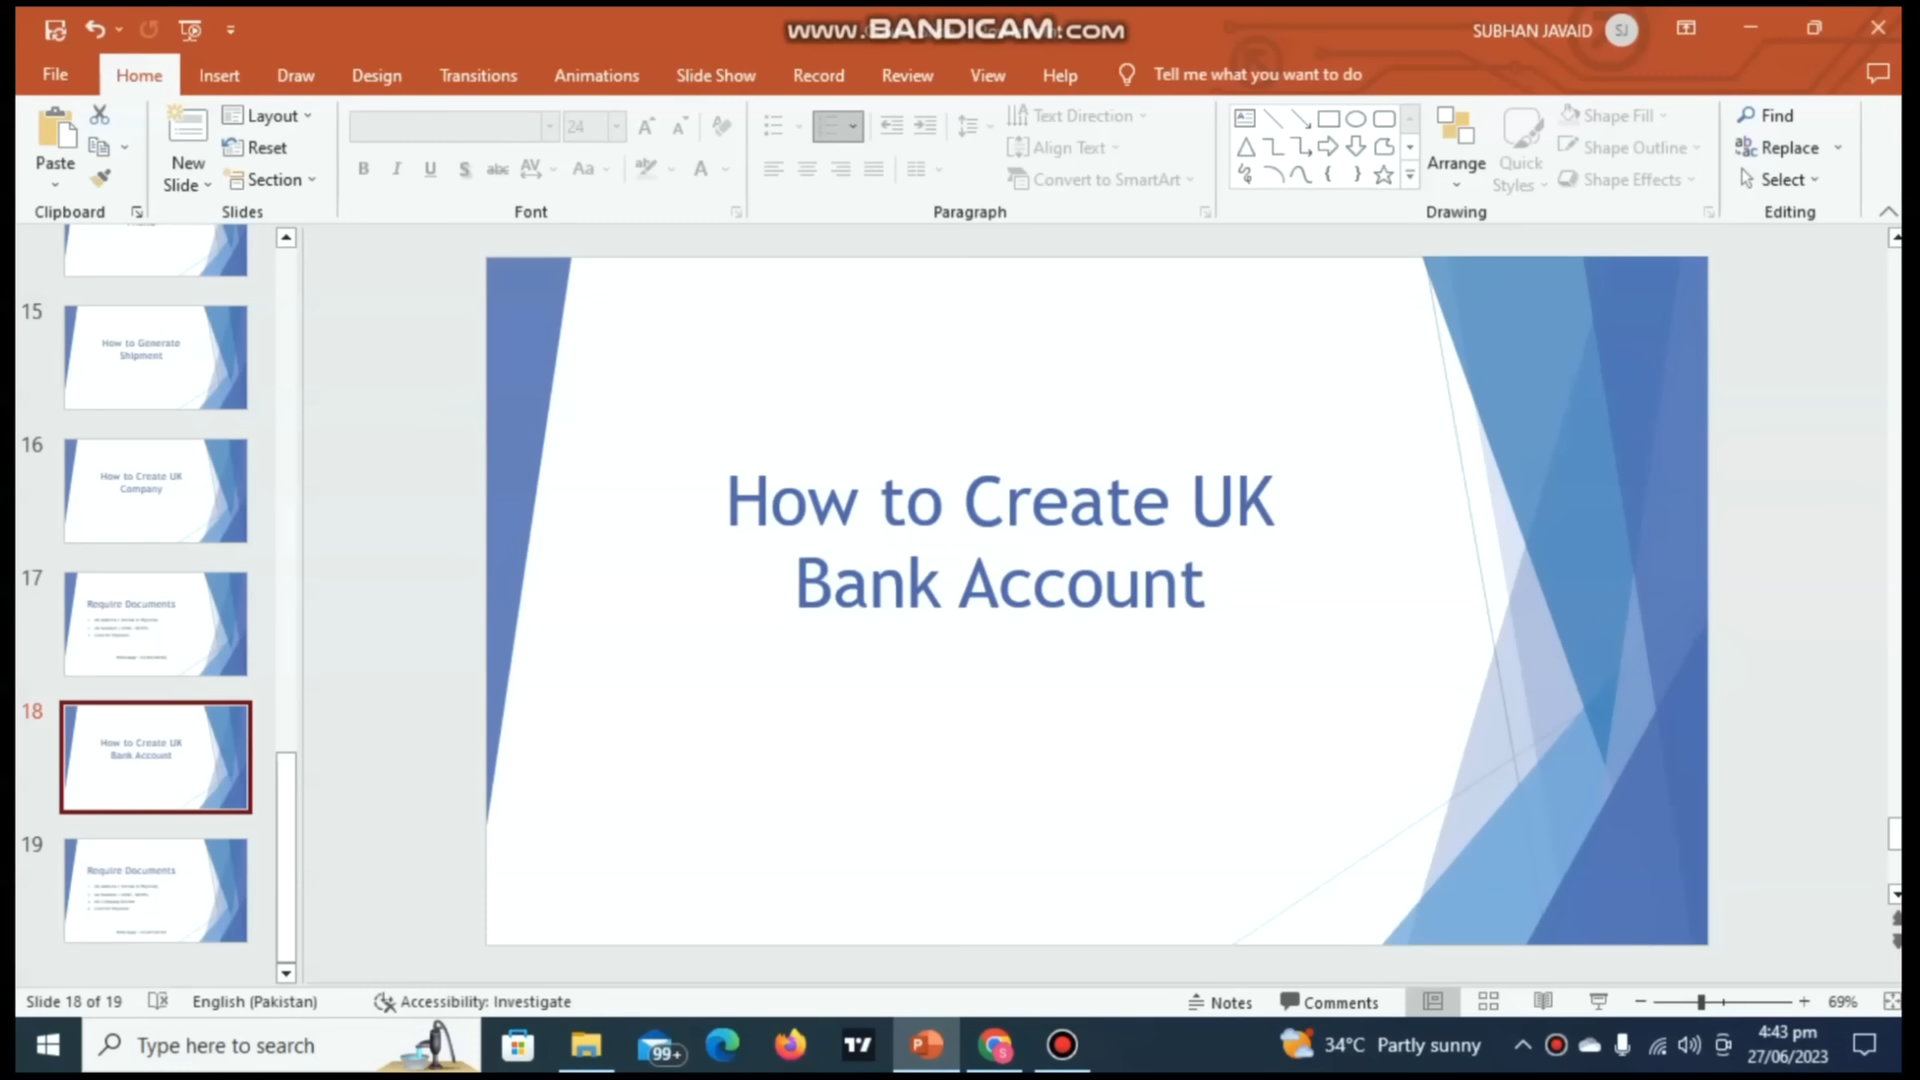 www.BANDICAM.com
SUBHAN JAVAID SJ
File Home Insert Draw Design Transitions Animations Slide Show Record Review View Help Tell me what you want to do
Paste
New Slide
Layout
Reset
Section
24
B I U S abc AV Aa A
Text Direction
Align Text
Convert to SmartArt
Arrange
Quick Styles
Shape Fill
Shape Outline
Shape Effects
Find
Replace
Select
Clipboard Slides Font Paragraph Drawing Editing
15
How to Generate
Shipment
16
How to Create UK
Company
17
Require Documents
18
How to Create UK
Bank Account
19
Require Documents
How to Create UK
Bank Account
Slide 18 of 19 English (Pakistan) Accessibility: Investigate Notes Comments 69%
Type here to search 99+ 34°C Partly sunny 4:43 pm
27/06/2023